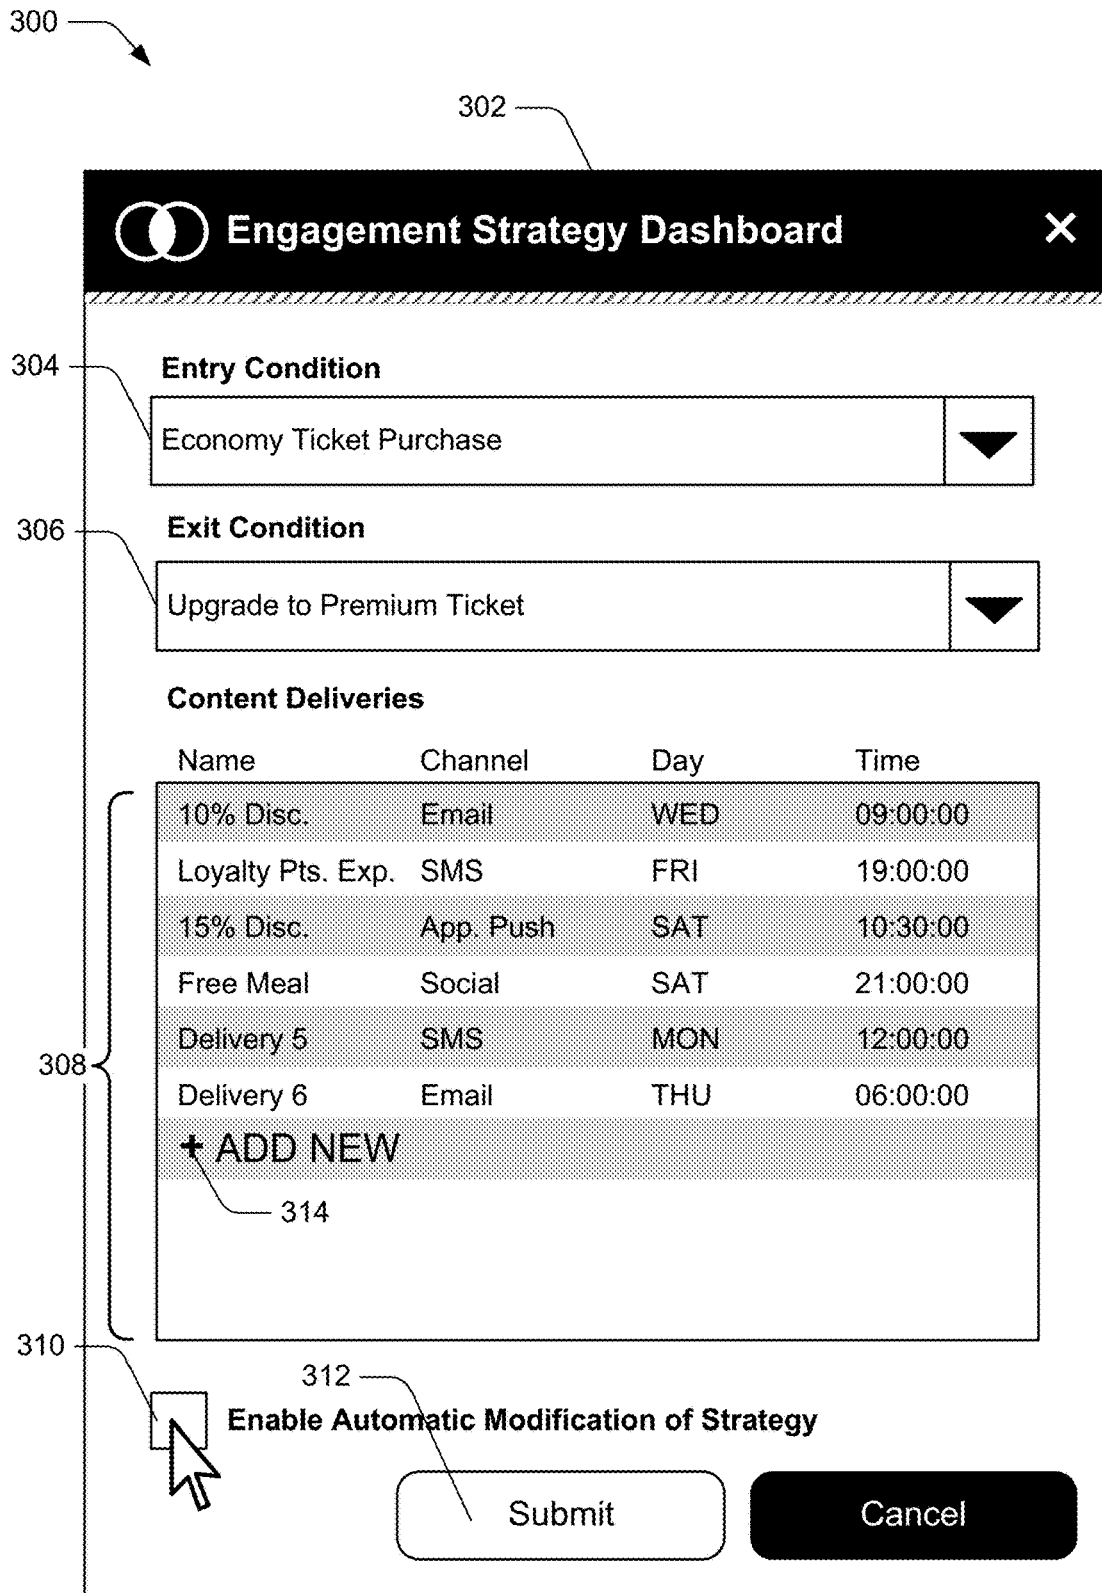 300
302
Engagement Strategy Dashboard
304
Entry Condition
Economy Ticket Purchase
306
Exit Condition
Upgrade to Premium Ticket
Content Deliveries
Name Channel Day Time
10% Disc. Email WED 09:00:00
Loyalty Pts. Exp. SMS FRI 19:00:00
15% Disc. App. Push SAT 10:30:00
Free Meal Social SAT 21:00:00
Delivery 5 SMS MON 12:00:00
308
Delivery 6 Email THU 06:00:00
+ ADD NEW
314
310
312
Enable Automatic Modification of Strategy
Submit Cancel